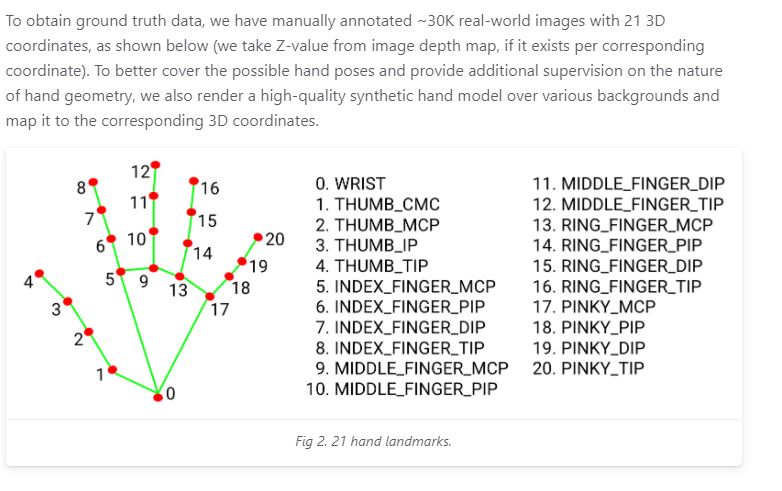 To obtain ground truth data, we have manually annotated ~30K real-world images with 21 3D
coordinates, as shown below (we take Z-value from image depth map, if it exists per corresponding
coordinate). To better cover the possible hand poses and provide additional supervision on the nature
of hand geometry, we also render a high-quality synthetic hand model over various backgrounds and
map it to the corresponding 3D coordinates.
12
8
16
11
7
15
6
10
14
20
19
4
5
9
13
18
3
17
2
1
0
0. WRIST
1. THUMB_CMC
2. THUMB_MCP
3. THUMB_IP
4. THUMB_TIP
5. INDEX_FINGER_MCP
6. INDEX_FINGER_PIP
7. INDEX_FINGER_DIP
8. INDEX_FINGER_TIP
9. MIDDLE_FINGER_MCP
10. MIDDLE_FINGER_PIP
11. MIDDLE_FINGER_DIP
12. MIDDLE_FINGER_TIP
13. RING_FINGER_MCP
14. RING_FINGER_PIP
15. RING_FINGER_DIP
16. RING_FINGER_TIP
17. PINKY_MCP
18. PINKY_PIP
19. PINKY_DIP
20. PINKY_TIP
Fig 2. 21 hand landmarks.